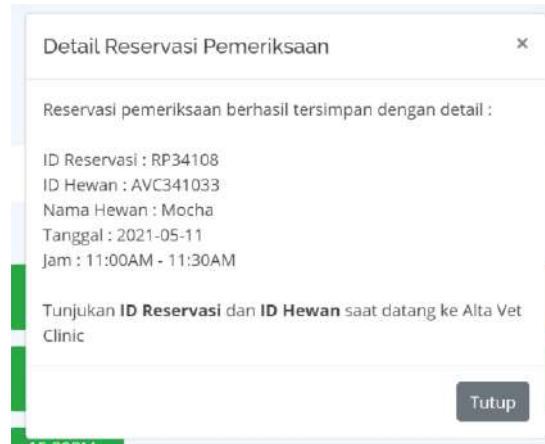 Detail Reservasi Pemeriksaan
×
Reservasi pemeriksaan berhasil tersimpan dengan detail :
ID Reservasi : RP34108
ID Hewan : AVC341033
Nama Hewan : Mocha
Tanggal : 2021-05-11
Jam : 11:00AM - 11:30AM
Tunjukan ID Reservasi dan ID Hewan saat datang ke Alta Vet
Clinic
Tutup